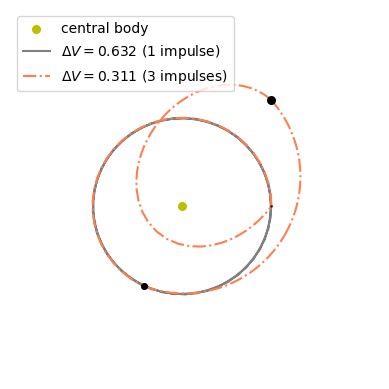 central body
ΔV = 0.632 (1 impulse)
ΔV = 0.311 (3 impulses)